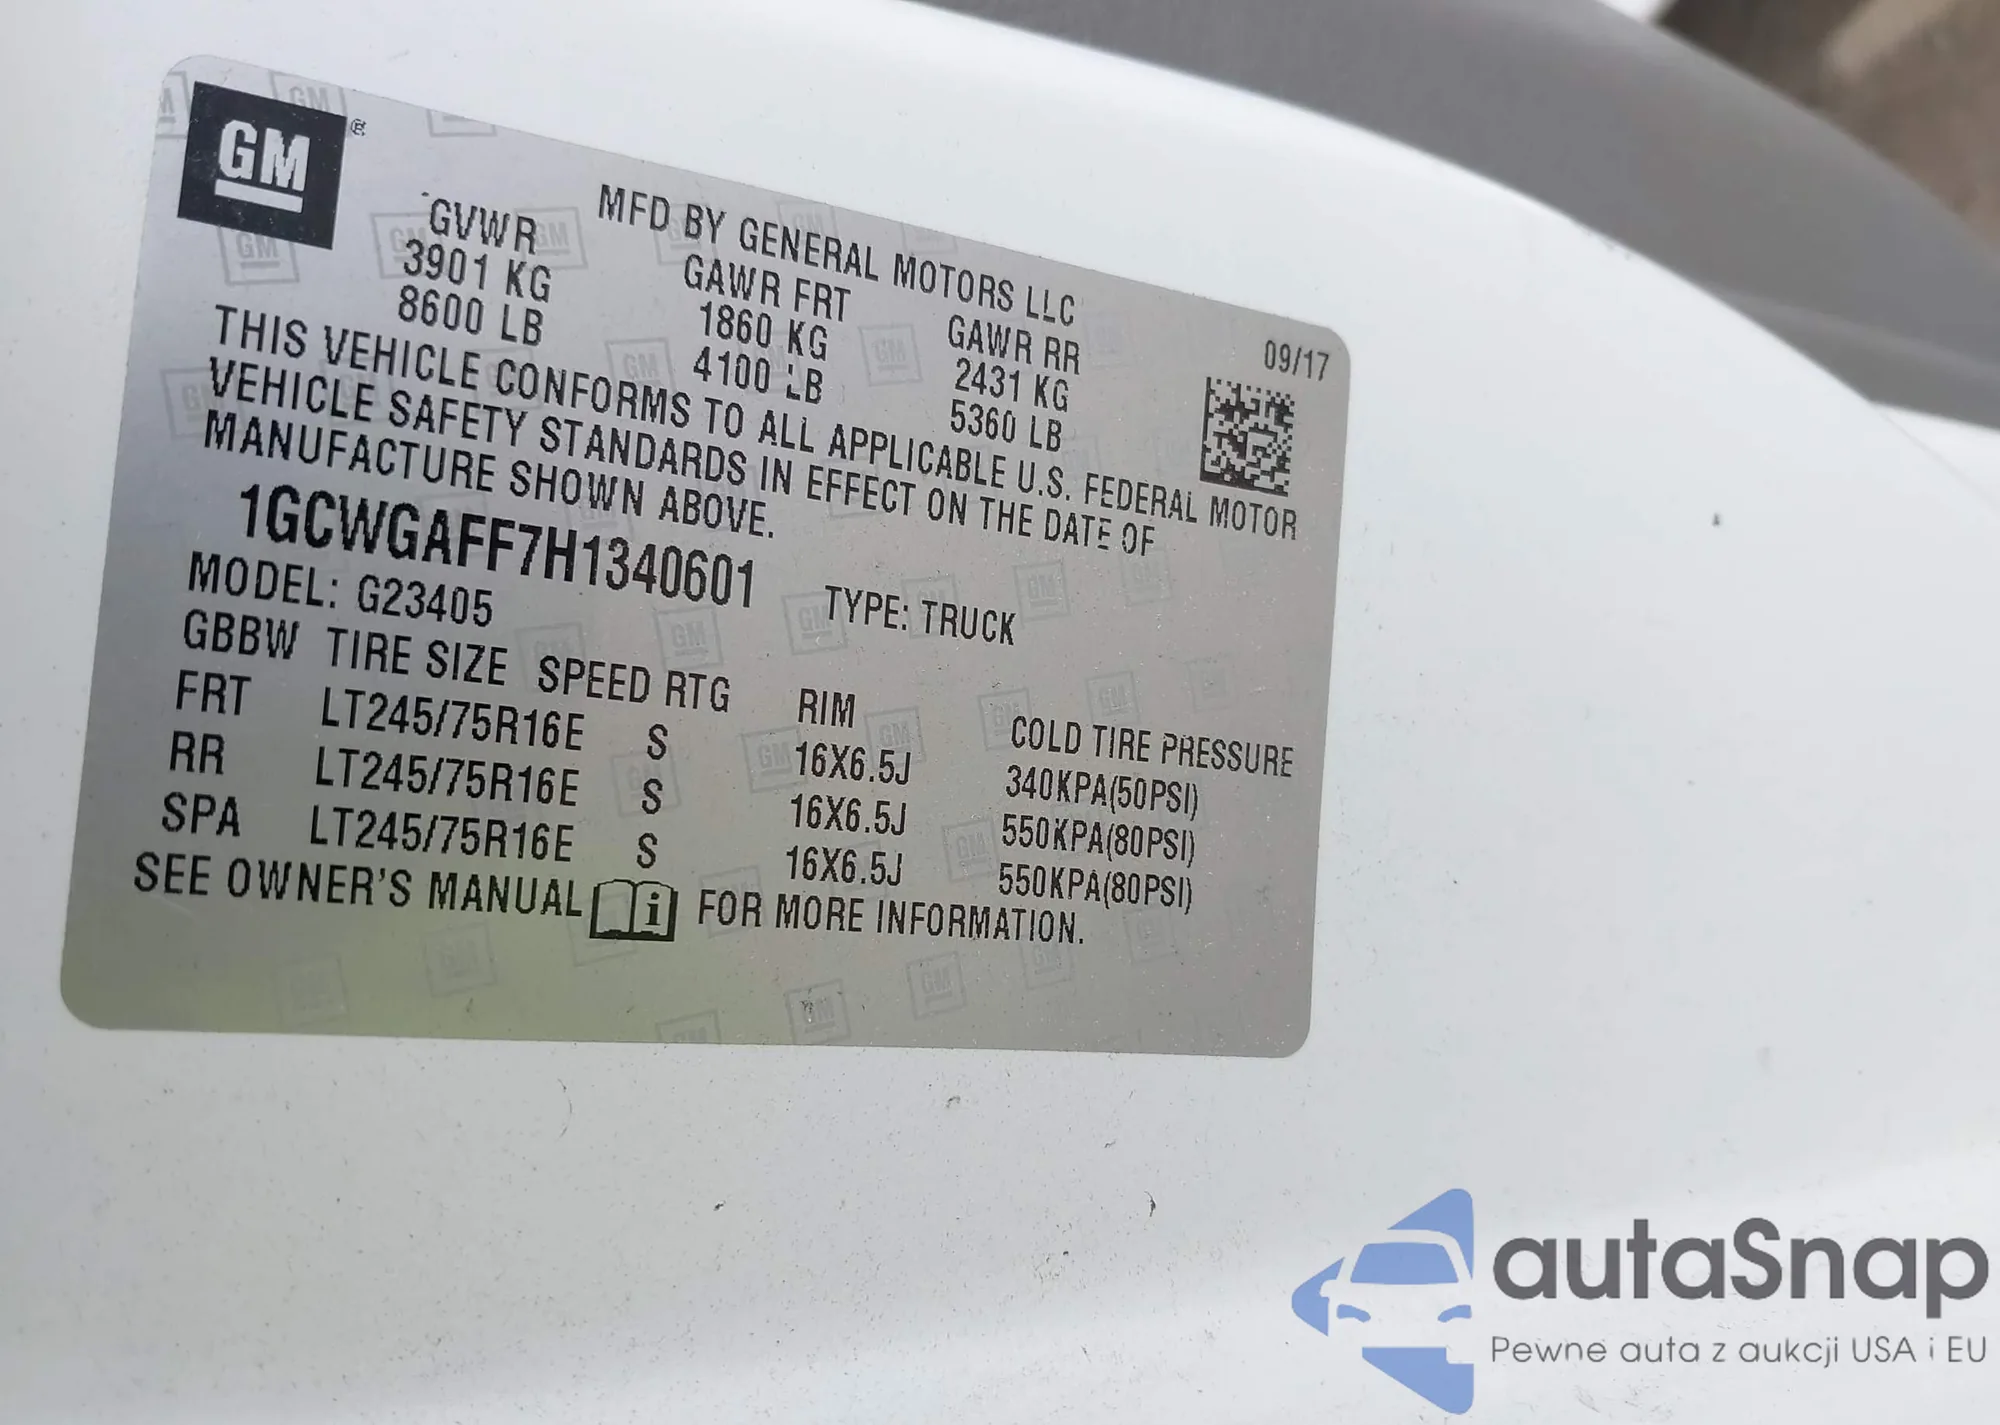 GM ®
MFD BY GENERAL MOTORS LLC
GVWR GAWR FRT GAWR RR 09/17
3901 KG 1860 KG 2431 KG
8600 LB 4100 LB 5360 LB
THIS VEHICLE CONFORMS TO ALL APPLICABLE U.S. FEDERAL MOTOR
VEHICLE SAFETY STANDARDS IN EFFECT ON THE DATE OF
MANUFACTURE SHOWN ABOVE.
1GCWGAFF7H1340601 TYPE: TRUCK
MODEL: G23405
GBBW TIRE SIZE SPEED RTG RIM COLD TIRE PRESSURE
FRT LT245/75R16E S 16X6.5J 340KPA(50PSI)
RR LT245/75R16E S 16X6.5J 550KPA(80PSI)
SPA LT245/75R16E S 16X6.5J 550KPA(80PSI)
SEE OWNER'S MANUAL i FOR MORE INFORMATION.
autaSnap
Pewne auta z aukcji USA i EU